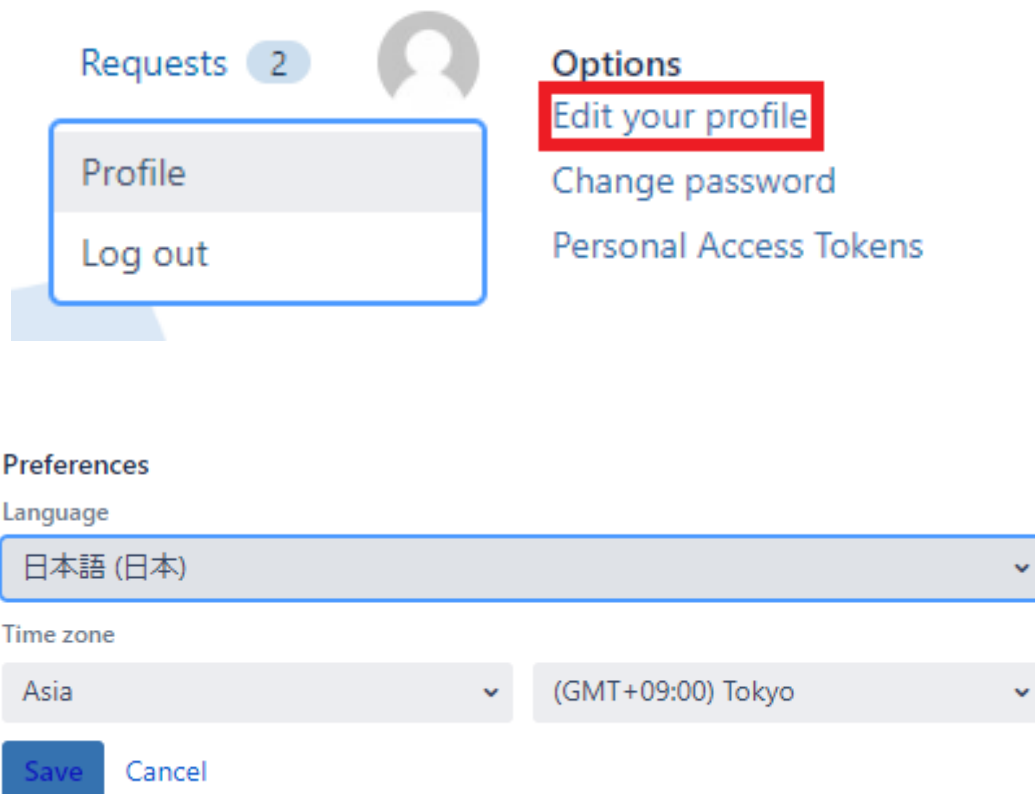 Requests 2
Profile
Log out
Options
Edit your profile
Change password
Personal Access Tokens
Preferences
Language
日本語 (日本)
Time zone
Asia
(GMT+09:00) Tokyo
Save Cancel